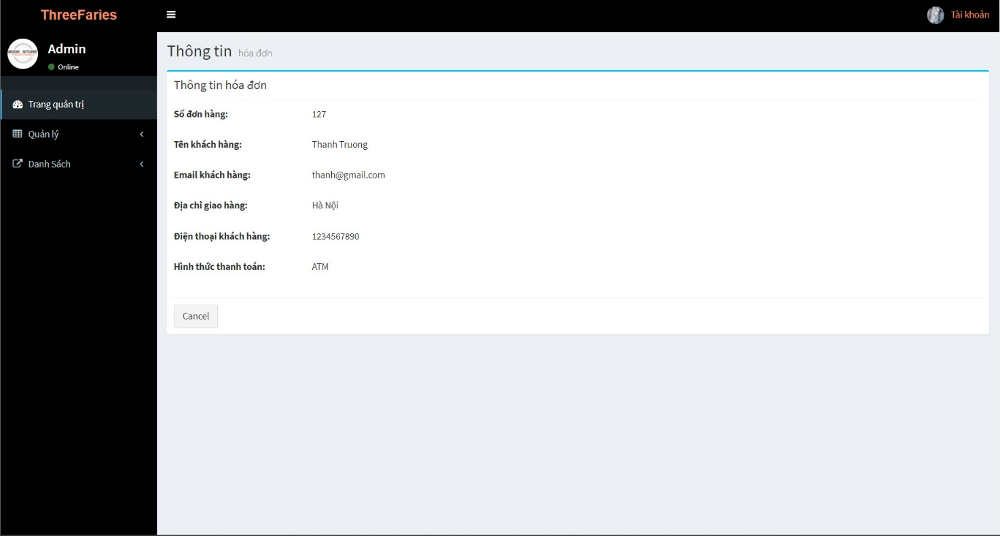 ThreeFaries
Tài khoản
BOOK STORE
Admin
Online
Trang quản trị
Quản lý
Danh Sách
Thông tin hóa đơn
Thông tin hóa đơn
Số đơn hàng: 127
Tên khách hàng: Thanh Truong
Email khách hàng: thanh@gmail.com
Địa chỉ giao hàng: Hà Nội
Điện thoại khách hàng: 1234567890
Hình thức thanh toán: ATM
Cancel